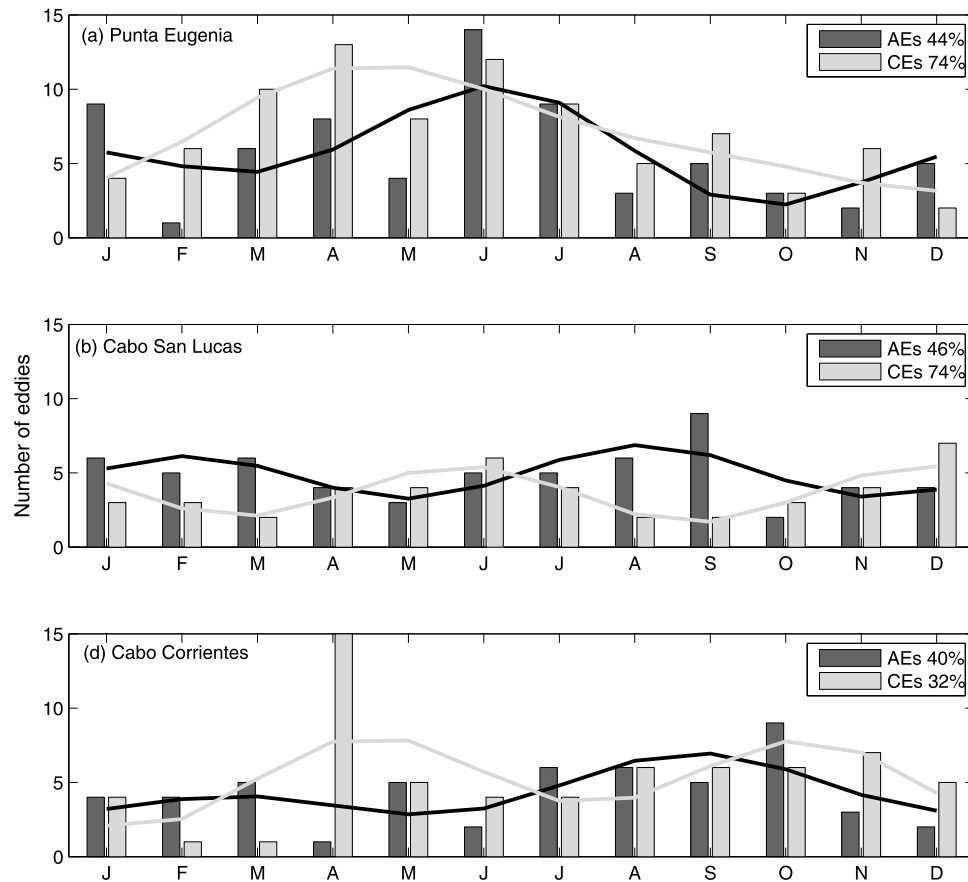 15
(a) Punta Eugenia
AEs 44%
CEs 74%
10
5
0
J F M A M J J A S O N D
Number of eddies
15
(b) Cabo San Lucas
AEs 46%
CEs 74%
10
5
0
J F M A M J J A S O N D
15
(d) Cabo Corrientes
AEs 40%
CEs 32%
10
5
0
J F M A M J J A S O N D